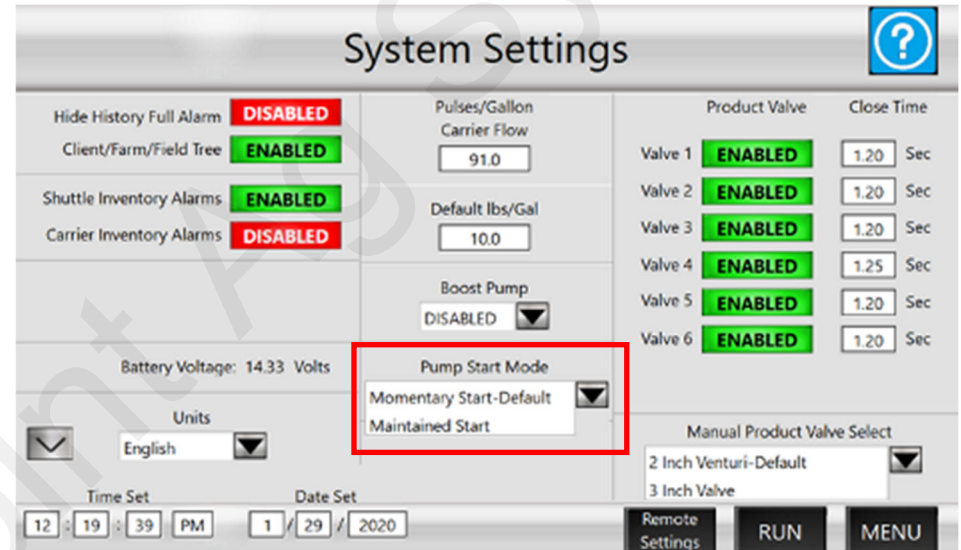 System Settings
?
Hide History Full Alarm DISABLED
Client/Farm/Field Tree ENABLED
Shuttle Inventory Alarms ENABLED
Carrier Inventory Alarms DISABLED
Battery Voltage: 14.33 Volts
Units
English
Time Set
12 : 19 : 39 PM
Date Set
1 / 29 / 2020
Pulses/Gallon
Carrier Flow
91.0
Default lbs/Gal
10.0
Boost Pump
DISABLED
Pump Start Mode
Momentary Start-Default
Maintained Start
Product Valve Close Time
Valve 1 ENABLED 1.20 Sec
Valve 2 ENABLED 1.20 Sec
Valve 3 ENABLED 1.20 Sec
Valve 4 ENABLED 1.25 Sec
Valve 5 ENABLED 1.20 Sec
Valve 6 ENABLED 1.20 Sec
Manual Product Valve Select
2 Inch Venturi-Default
3 Inch Valve
Remote
Settings
RUN
MENU